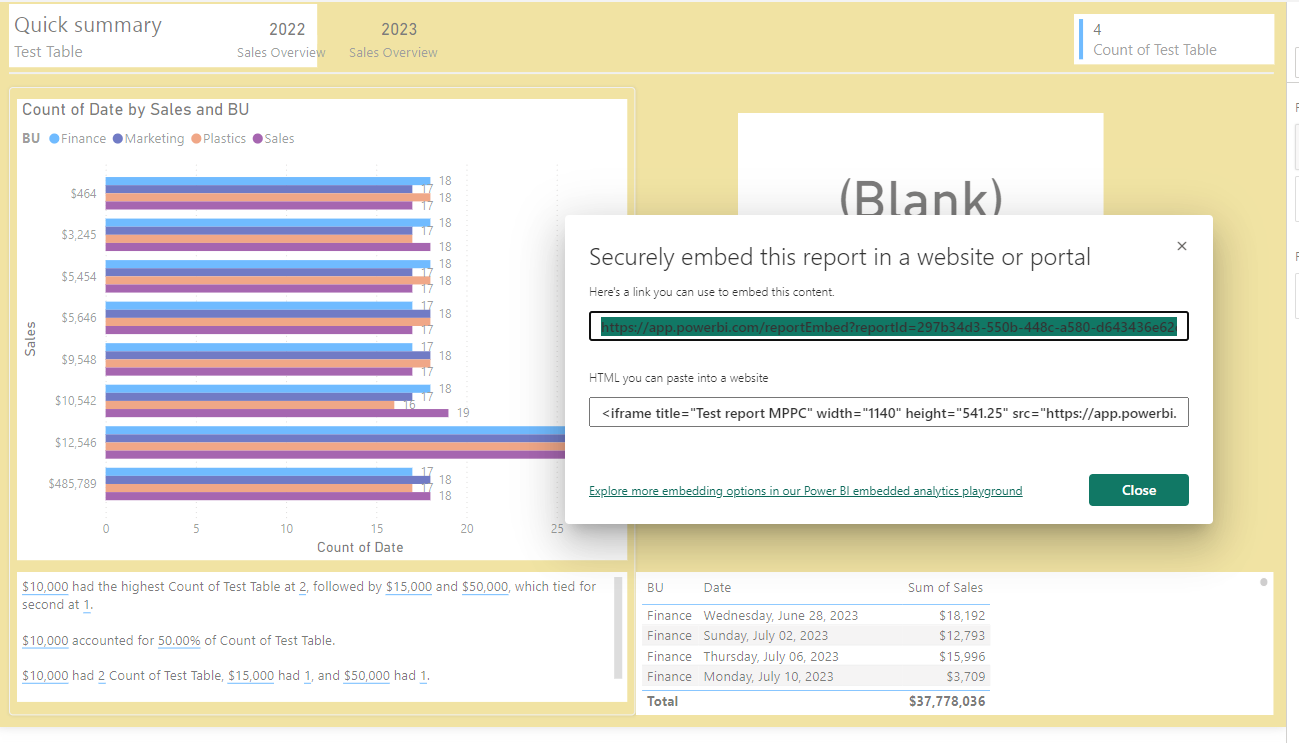 Quick summary
Test Table
2022
Sales Overview
2023
Sales Overview
4
Count of Test Table
Count of Date by Sales and BU
BU Finance Marketing Plastics Sales
Sales
$464
18
17
18
17
$3,245
18
17
18
$5,454
18
17
18
17
$5,646
17
18
17
$9,548
17
18
17
$10,542
18
17
16
19
$12,546
$485,789
17
18
17
18
0 5 10 15 20 25
Count of Date
(Blank)
Securely embed this report in a website or portal
Here's a link you can use to embed this content.
https://app.powerbi.com/reportEmbed?reportId=297b34d3-550b-448c-a580-d643436e62
HTML you can paste into a website
<iframe title="Test report MPPC" width="1140" height="541.25" src="https://app.powerbi.
Explore more embedding options in our Power BI embedded analytics playground
Close
$10,000 had the highest Count of Test Table at 2, followed by $15,000 and $50,000, which tied for
second at 1.
$10,000 accounted for 50.00% of Count of Test Table.
$10,000 had 2 Count of Test Table, $15,000 had 1, and $50,000 had 1.
BU Date Sum of Sales
Finance Wednesday, June 28, 2023 $18,192
Finance Sunday, July 02, 2023 $12,793
Finance Thursday, July 06, 2023 $15,996
Finance Monday, July 10, 2023 $3,709
Total $37,778,036